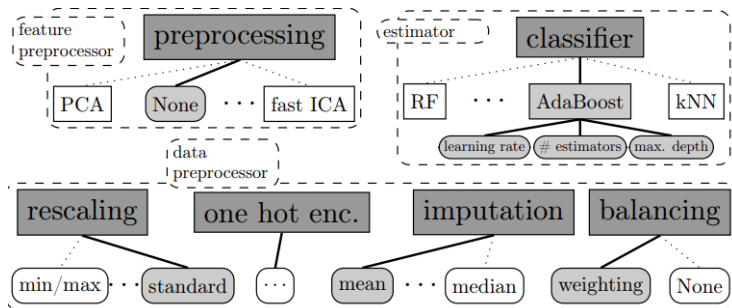 feature
preprocessor
preprocessing
PCA
None
· · ·
fast ICA
estimator
classifier
RF
· · ·
AdaBoost
kNN
learning rate
# estimators
max. depth
data
preprocessor
rescaling
one hot enc.
imputation
balancing
min/max
· · ·
standard
· · ·
mean
· · ·
median
weighting
None